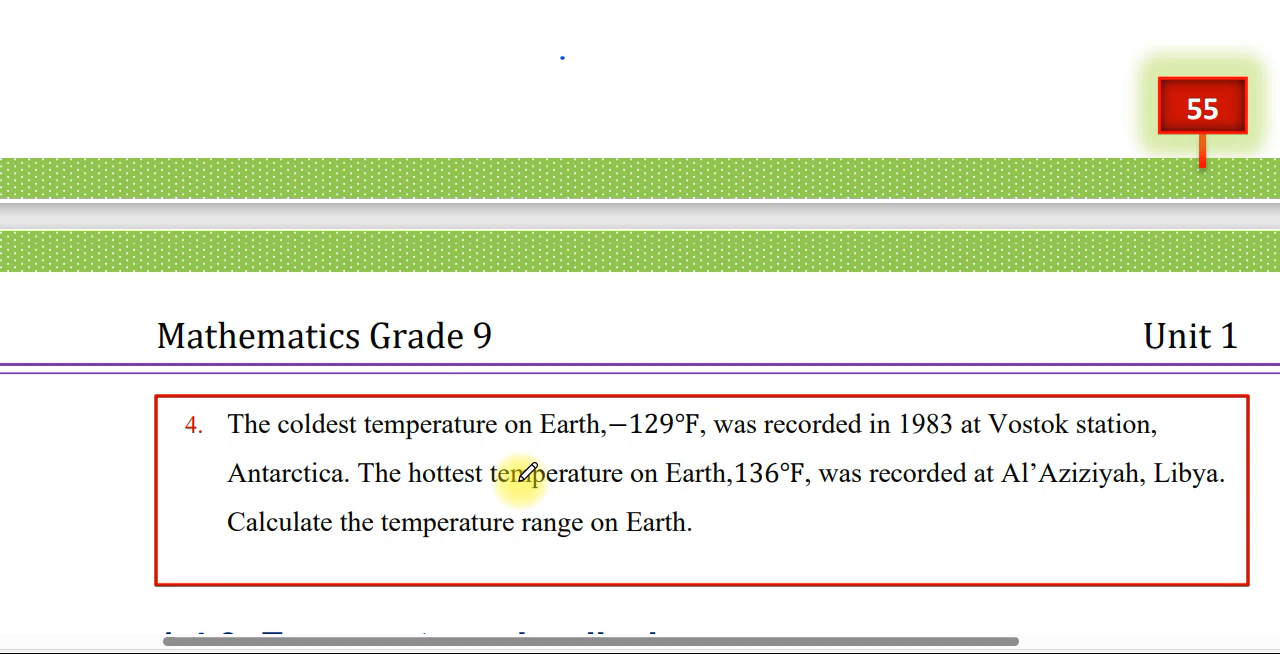 55
Mathematics Grade 9 Unit 1
4. The coldest temperature on Earth,−129°F, was recorded in 1983 at Vostok station,
Antarctica. The hottest temperature on Earth,136°F, was recorded at Al’Aziziyah, Libya.
Calculate the temperature range on Earth.